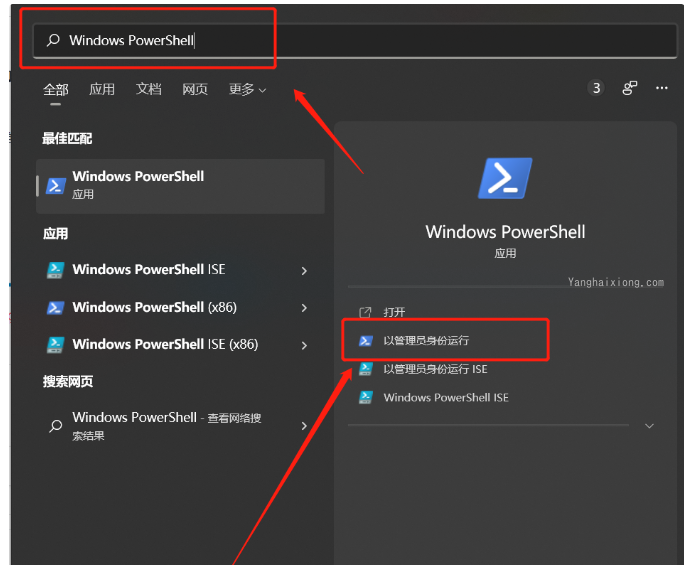 Windows PowerShell
全部 应用 文档 网页 更多 3 ...
最佳匹配
Windows PowerShell
应用
应用
Windows PowerShell ISE
Windows PowerShell (x86)
Windows PowerShell ISE (x86)
搜索网页
Windows PowerShell - 查看网络搜
索结果
Windows PowerShell
应用
Yanghaixiong.com
打开
以管理员身份运行
以管理员身份运行 ISE
Windows PowerShell ISE